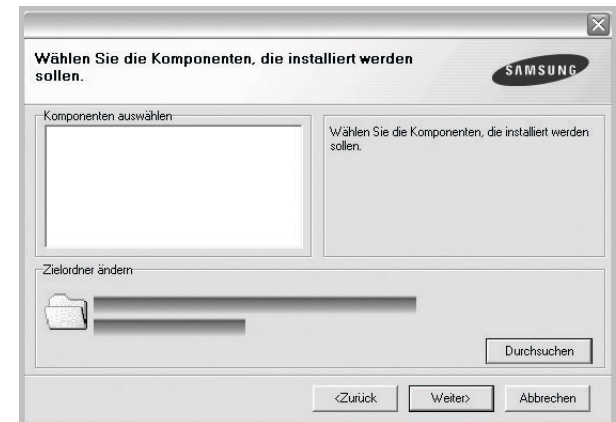 Wählen Sie die Komponenten, die installiert werden
sollen.
SAMSUNG
Komponenten auswählen
Wählen Sie die Komponenten, die installiert werden
sollen.
Zielordner ändern
Durchsuchen
<Zurück
Weiter>
Abbrechen